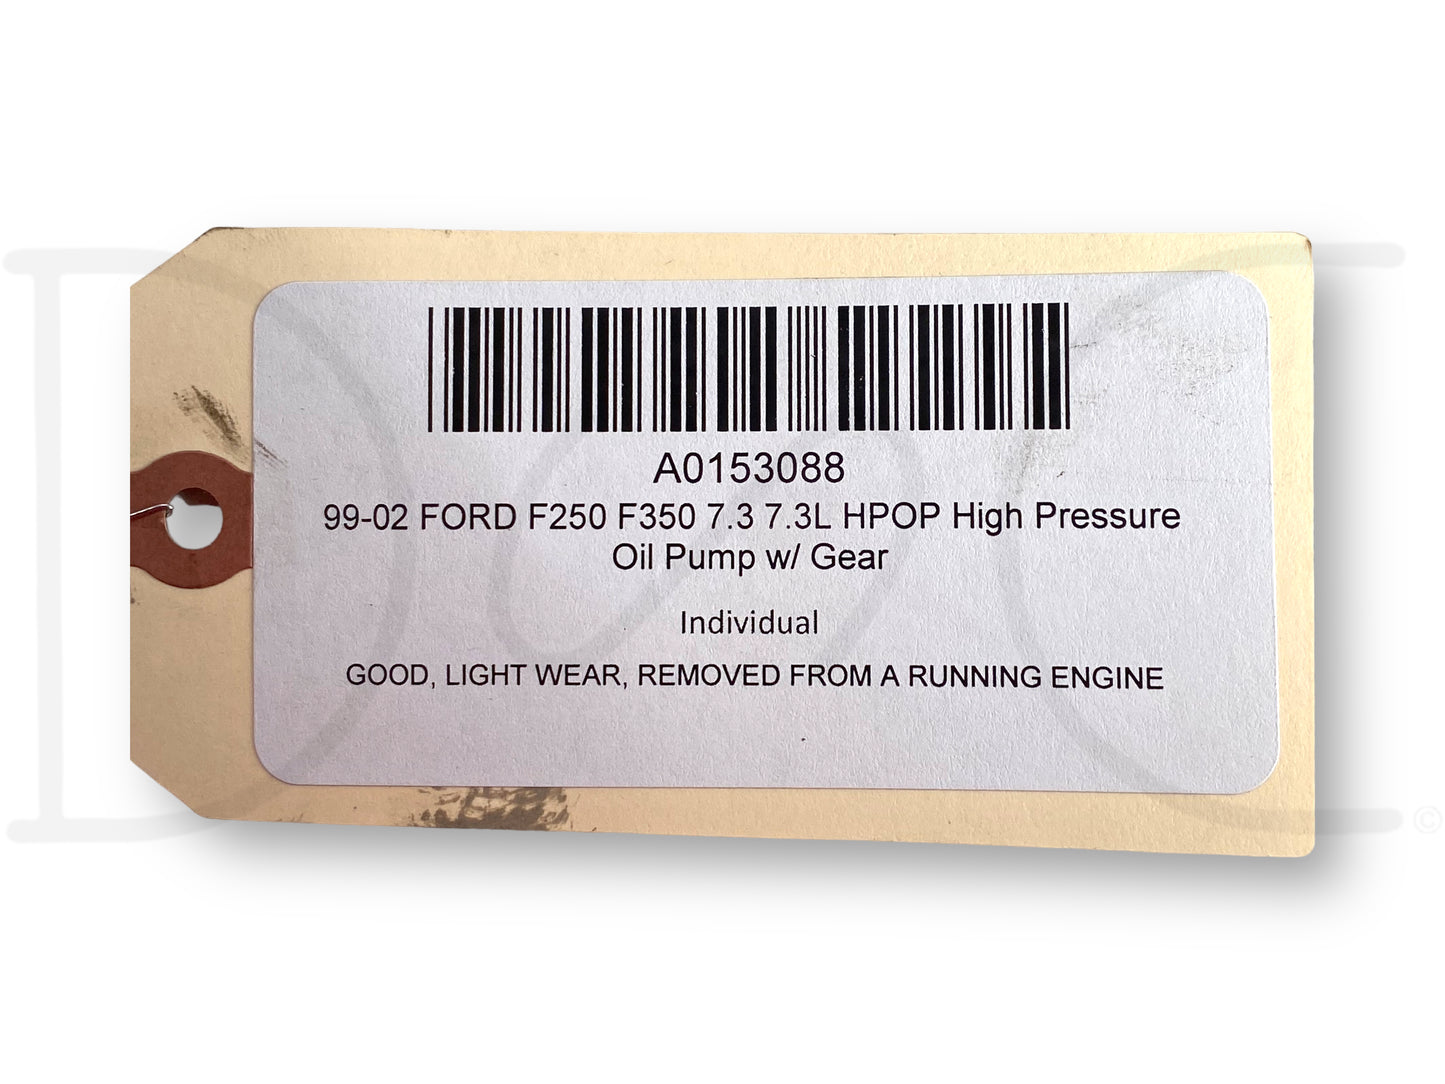 A0153088
99-02 FORD F250 F350 7.3 7.3L HPOP High Pressure
Oil Pump w/ Gear
Individual
GOOD, LIGHT WEAR, REMOVED FROM A RUNNING ENGINE
©